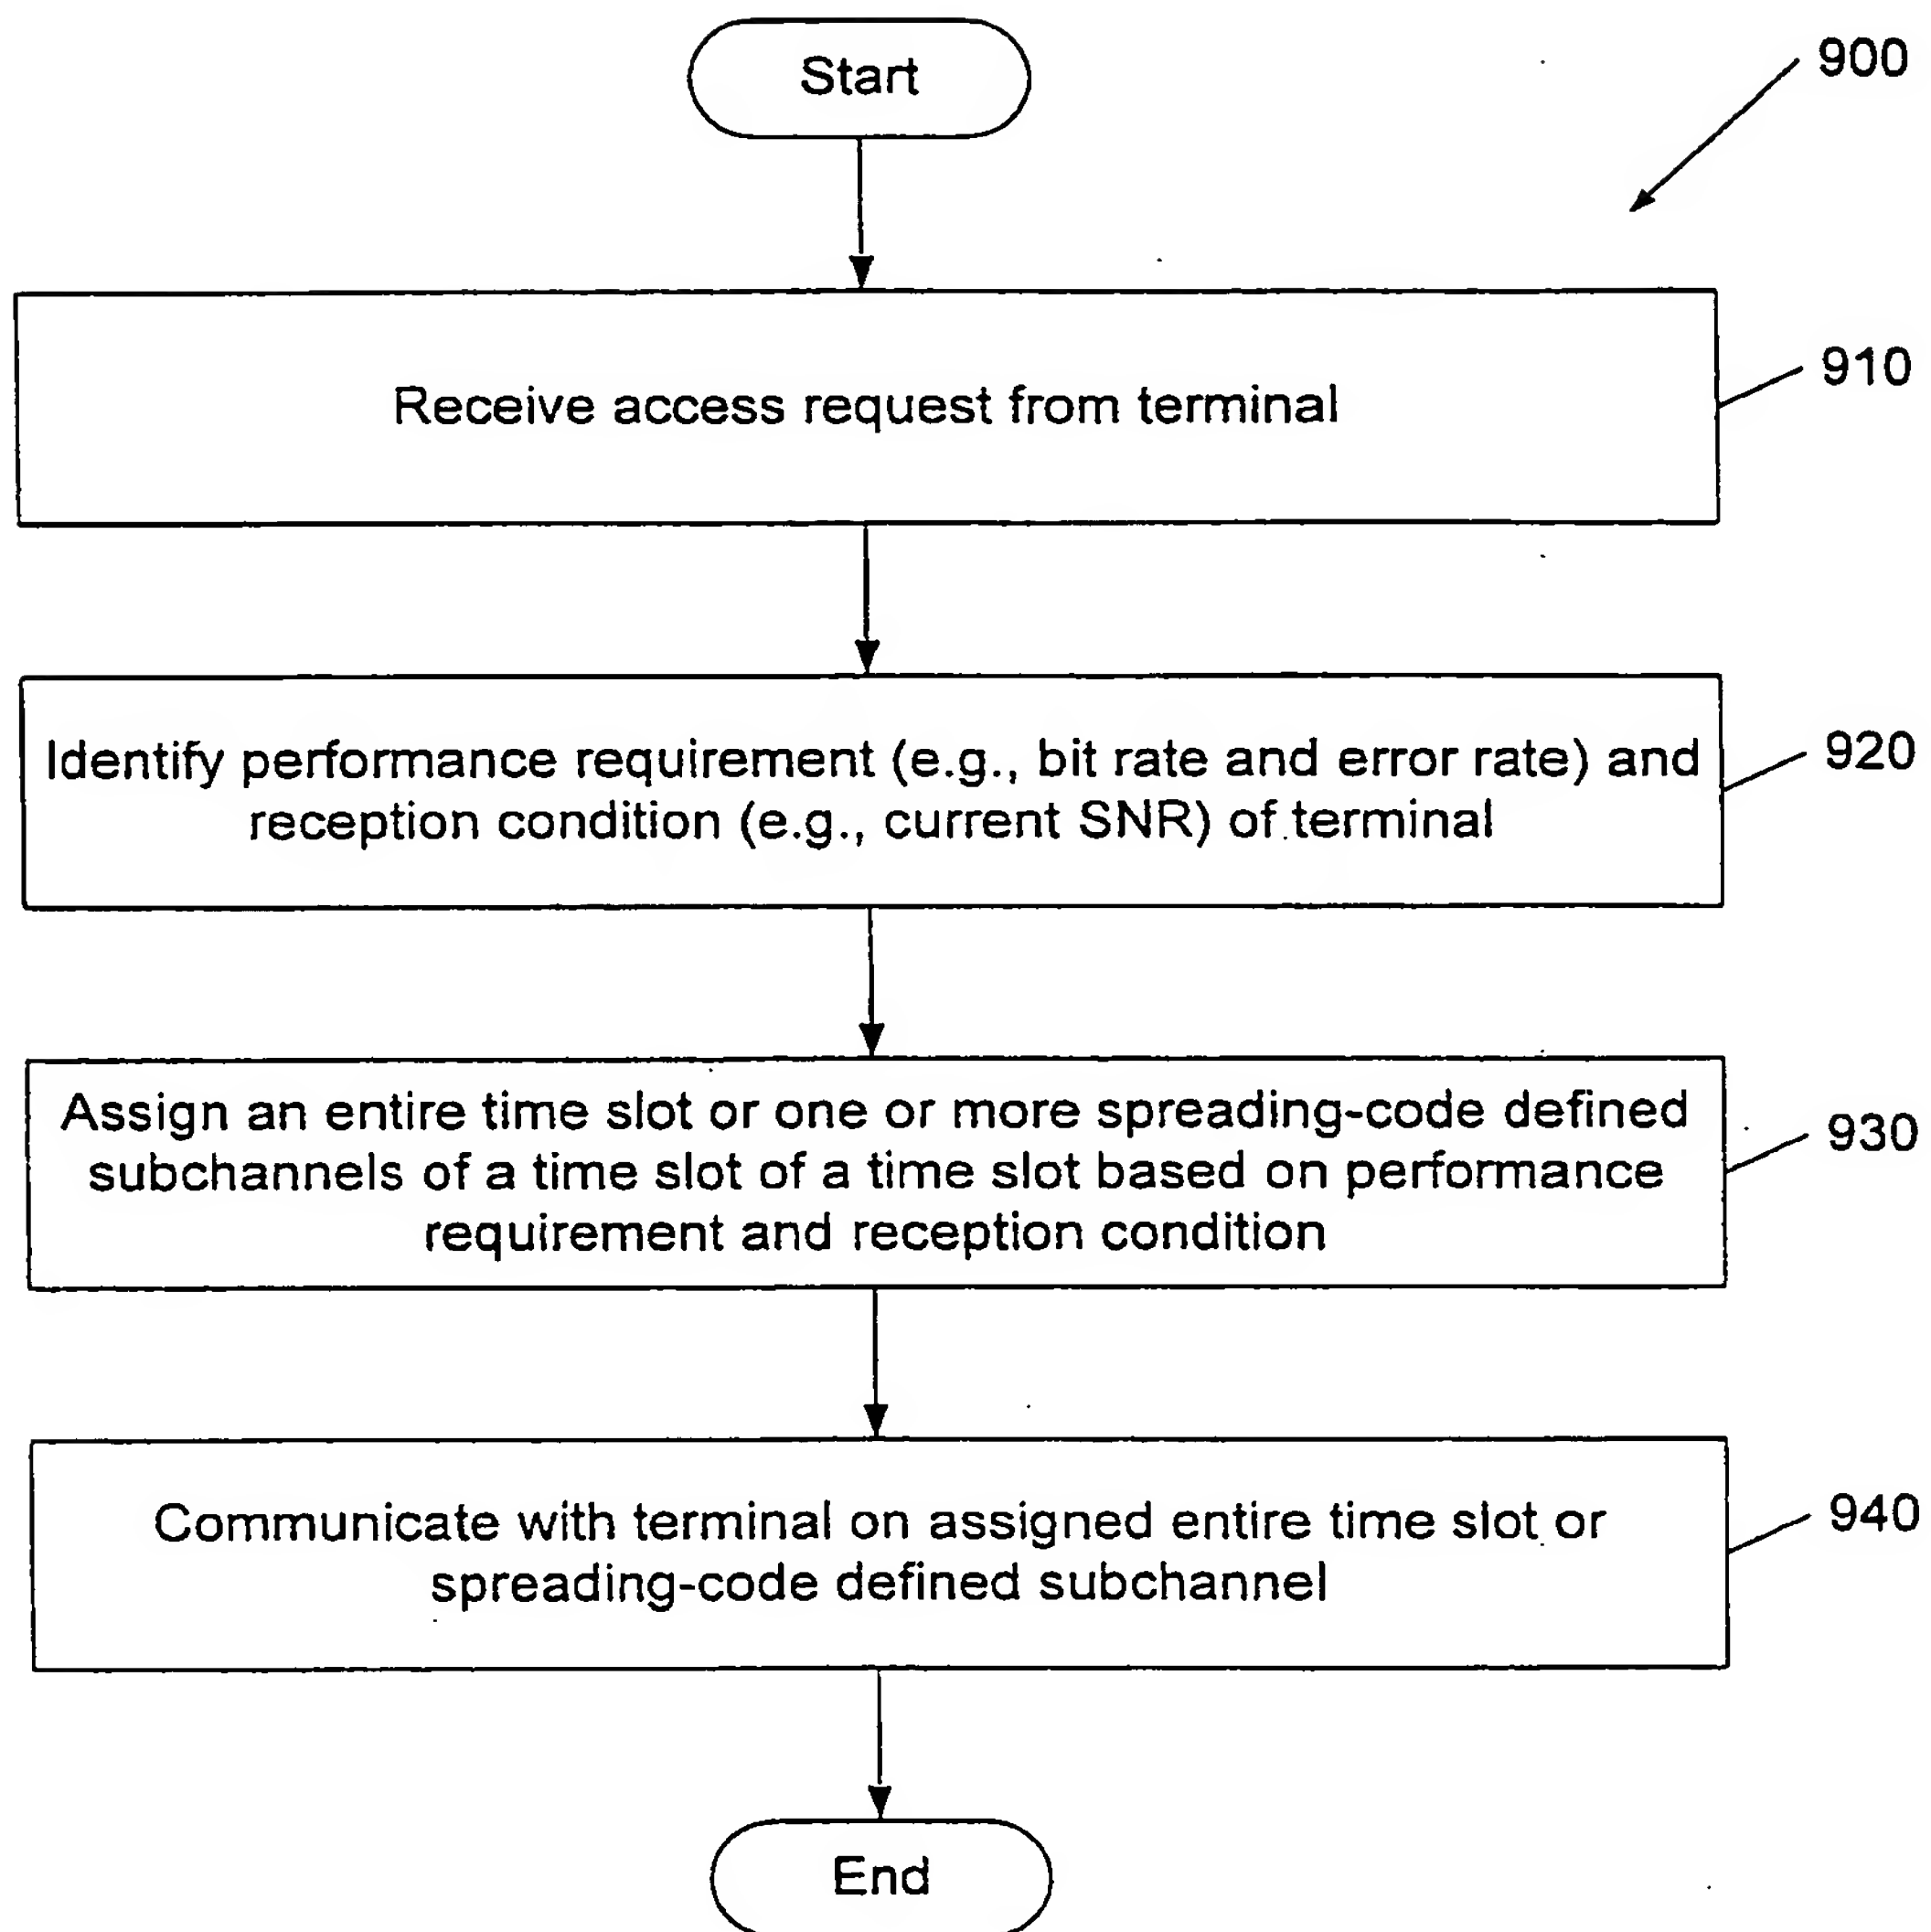 Start
900
Receive access request from terminal
910
Identify performance requirement (e.g., bit rate and error rate) and
reception condition (e.g., current SNR) of terminal
920
Assign an entire time slot or one or more spreading-code defined
subchannels of a time slot of a time slot based on performance
requirement and reception condition
930
Communicate with terminal on assigned entire time slot or
spreading-code defined subchannel
940
End